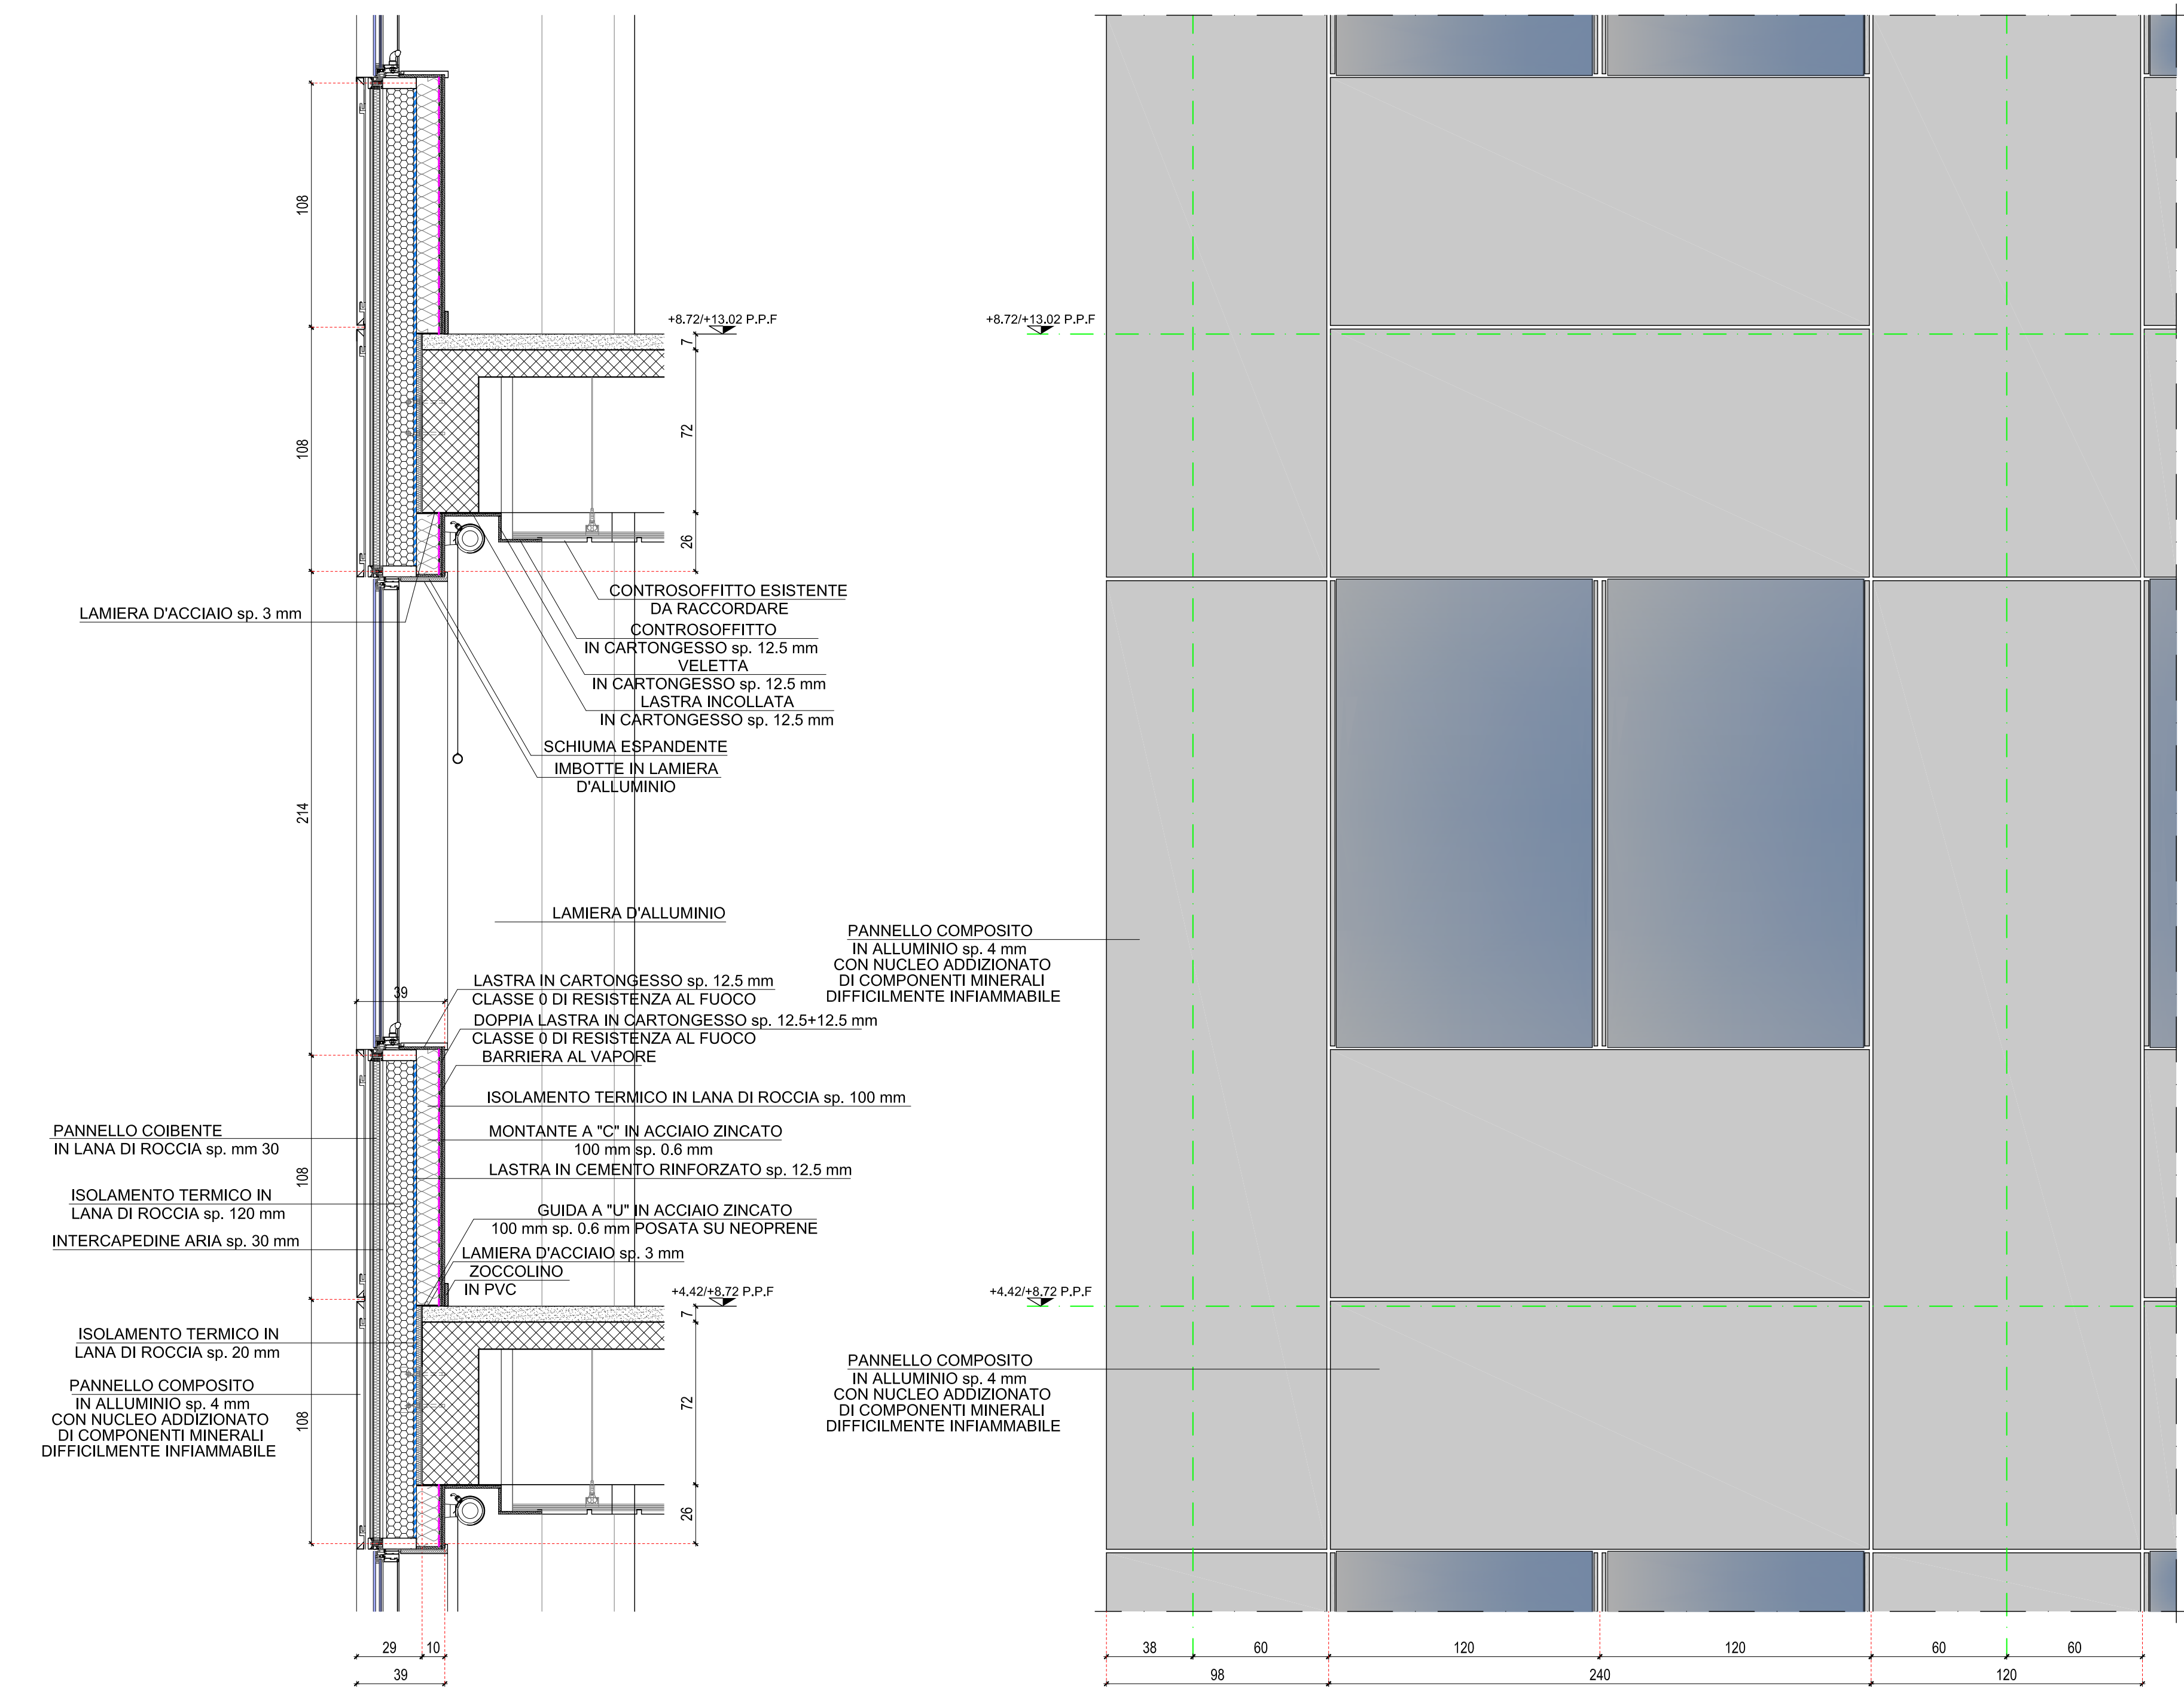 108
108
214
108
108
39
+8.72/+13.02 P.P.F
7
72
26
LAMIERA D'ACCIAIO sp. 3 mm
CONTROSOFFITTO ESISTENTE
DA RACCORDARE
CONTROSOFFITTO
IN CARTONGESSO sp. 12.5 mm
VELETTA
IN CARTONGESSO sp. 12.5 mm
LASTRA INCOLLATA
IN CARTONGESSO sp. 12.5 mm
SCHIUMA ESPANDENTE
IMBOTTE IN LAMIERA
D'ALLUMINIO
LAMIERA D'ALLUMINIO
LASTRA IN CARTONGESSO sp. 12.5 mm
CLASSE 0 DI RESISTENZA AL FUOCO
DOPPIA LASTRA IN CARTONGESSO sp. 12.5+12.5 mm
CLASSE 0 DI RESISTENZA AL FUOCO
BARRIERA AL VAPORE
ISOLAMENTO TERMICO IN LANA DI ROCCIA sp. 100 mm
MONTANTE A "C" IN ACCIAIO ZINCATO
100 mm sp. 0.6 mm
LASTRA IN CEMENTO RINFORZATO sp. 12.5 mm
GUIDA A "U" IN ACCIAIO ZINCATO
100 mm sp. 0.6 mm POSATA SU NEOPRENE
LAMIERA D'ACCIAIO sp. 3 mm
ZOCCOLINO
IN PVC
PANNELLO COIBENTE
IN LANA DI ROCCIA sp. mm 30
ISOLAMENTO TERMICO IN
LANA DI ROCCIA sp. 120 mm
INTERCAPEDINE ARIA sp. 30 mm
ISOLAMENTO TERMICO IN
LANA DI ROCCIA sp. 20 mm
PANNELLO COMPOSITO
IN ALLUMINIO sp. 4 mm
CON NUCLEO ADDIZIONATO
DI COMPONENTI MINERALI
DIFFICILMENTE INFIAMMABILE
+4.42/+8.72 P.P.F
7
72
26
29
10
39
+8.72/+13.02 P.P.F
PANNELLO COMPOSITO
IN ALLUMINIO sp. 4 mm
CON NUCLEO ADDIZIONATO
DI COMPONENTI MINERALI
DIFFICILMENTE INFIAMMABILE
+4.42/+8.72 P.P.F
PANNELLO COMPOSITO
IN ALLUMINIO sp. 4 mm
CON NUCLEO ADDIZIONATO
DI COMPONENTI MINERALI
DIFFICILMENTE INFIAMMABILE
38
60
120
120
60
60
98
240
120